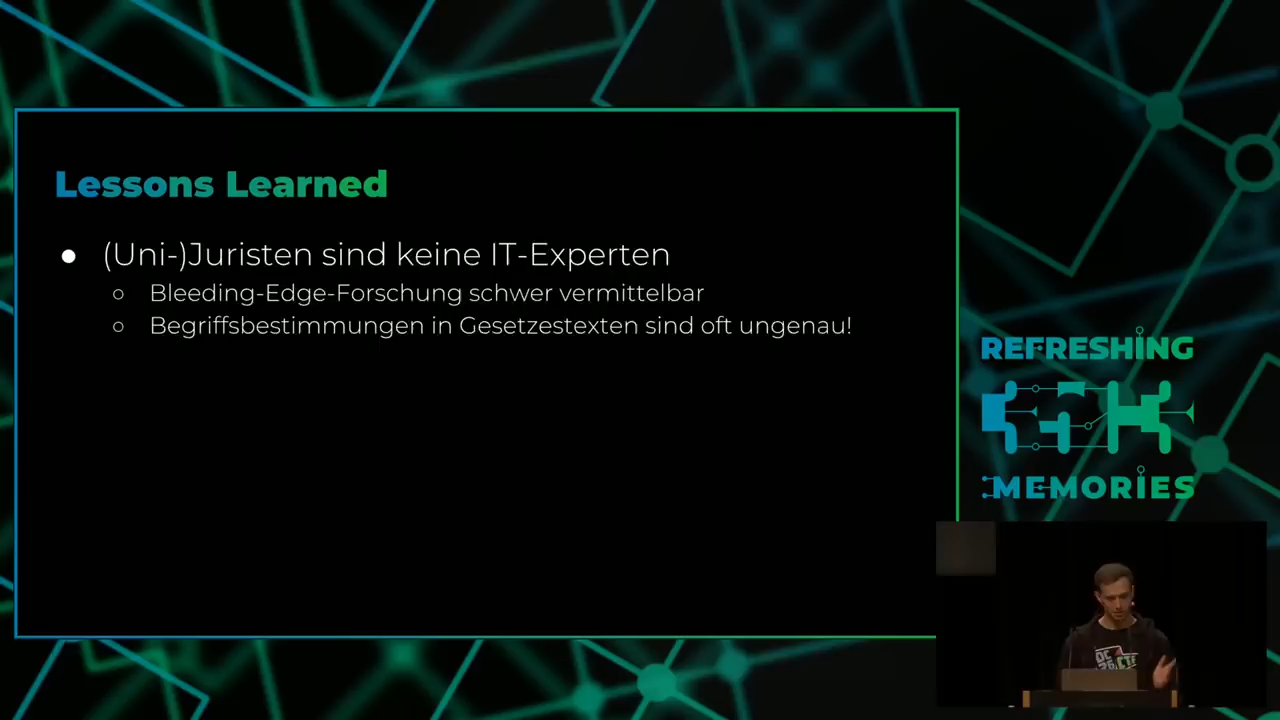 Lessons Learned
● (Uni-)Juristen sind keine IT-Experten
○ Bleeding-Edge-Forschung schwer vermittelbar
○ Begriffsbestimmungen in Gesetzestexten sind oft ungenau!
REFRESHING
MEMORIES